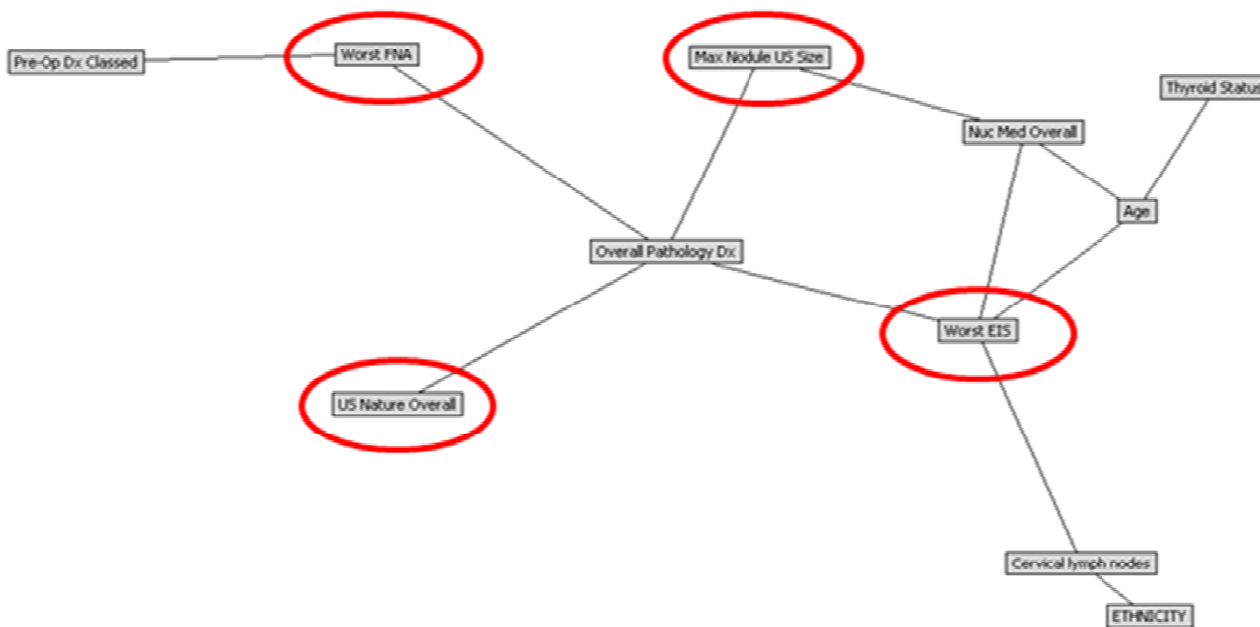 Pre-Op Dx Classed
Worst FNA
Max Nodule US Size
Thyroid Status
Nuc Med Overall
Age
Overall Pathology Dx
Worst EIS
US Nature Overall
Cervical lymph nodes
ETHNICITY